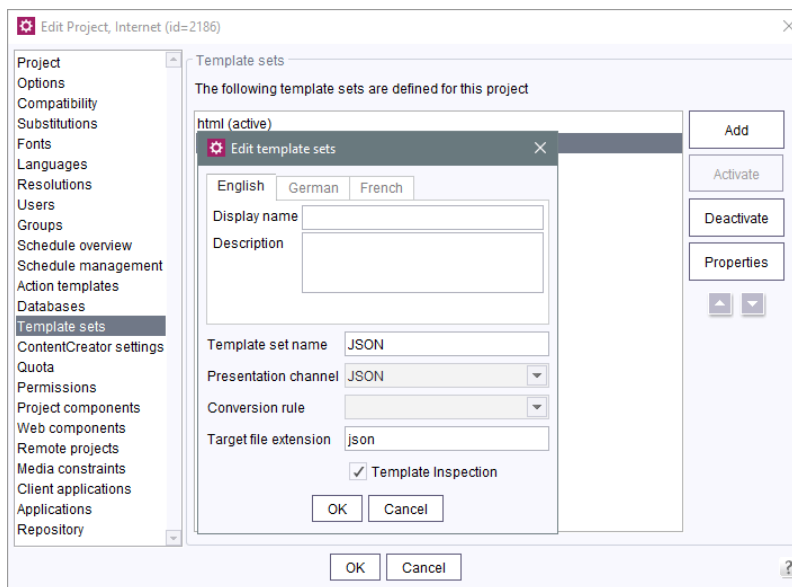 Edit Project, Internet (id=2186)
Project
Options
Compatibility
Substitutions
Fonts
Languages
Resolutions
Users
Groups
Schedule overview
Schedule management
Action templates
Databases
Template sets
ContentCreator settings
Quota
Permissions
Project components
Web components
Remote projects
Media constraints
Client applications
Applications
Repository
Template sets
The following template sets are defined for this project
html (active)
Edit template sets
English German French
Display name
Description
Template set name JSON
Presentation channel JSON
Conversion rule
Target file extension json
Template Inspection
OK Cancel
Add
Activate
Deactivate
Properties
OK Cancel
?